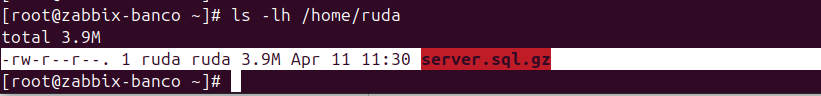 [root@zabbix-banco ~]# ls -lh /home/ruda
total 3.9M
-rw-r--r--. 1 ruda ruda 3.9M Apr 11 11:30 server.sql.gz
[root@zabbix-banco ~]#